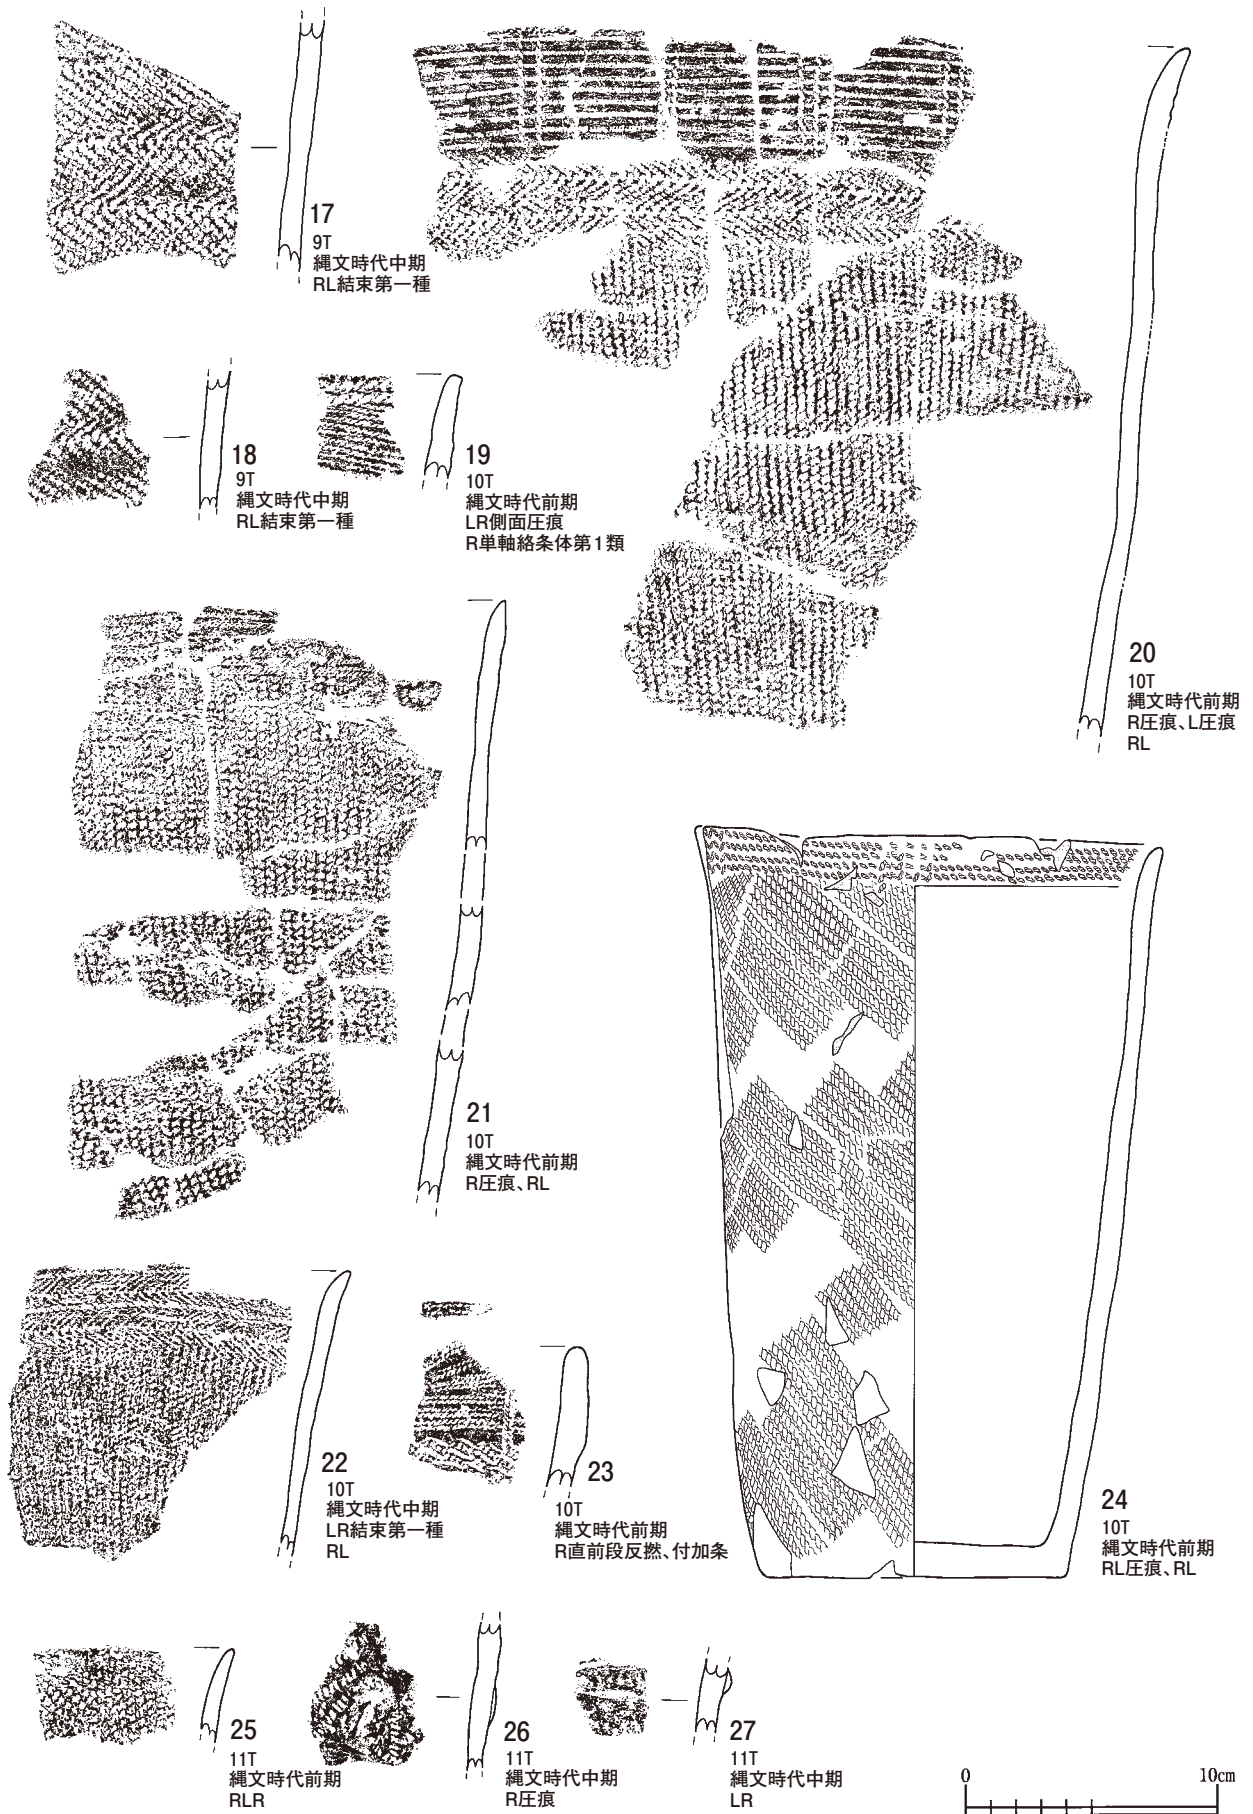 17
9T
縄文時代中期
RL結束第一種
18
9T
縄文時代中期
RL結束第一種
19
10T
縄文時代前期
LR側面圧痕
R単軸絡条体第1類
20
10T
縄文時代前期
R圧痕、L圧痕
RL
21
10T
縄文時代前期
R圧痕、RL
22
10T
縄文時代中期
LR結束第一種
RL
23
10T
縄文時代前期
R直前段反撚、付加条
24
10T
縄文時代前期
RL圧痕、RL
25
11T
縄文時代前期
RLR
26
11T
縄文時代中期
R圧痕
27
11T
縄文時代中期
LR
0 10cm